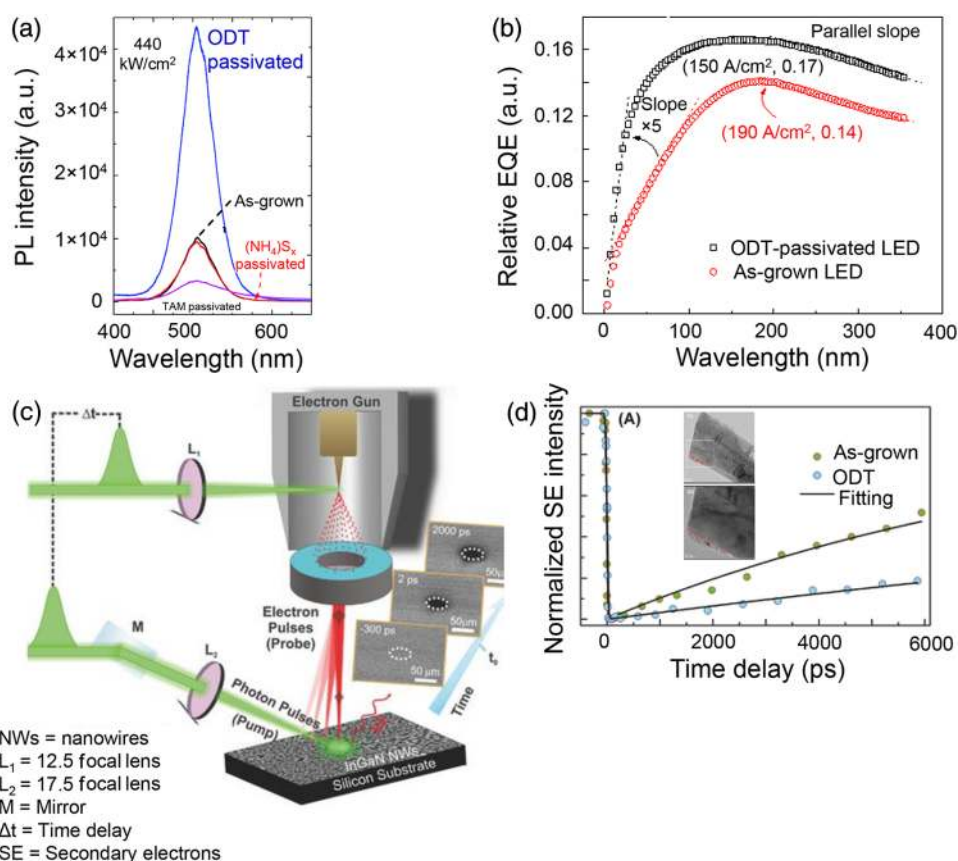 (a)
PL intensity (a.u.)
4×10⁴
3×10⁴
2×10⁴
1×10⁴
0
440
kW/cm²
ODT
passivated
As-grown
(NH₄)Sₓ
passivated
TAM passivated
400
500
600
Wavelength (nm)
(b)
Relative EQE (a.u.)
0.16
0.12
0.08
0.04
0.00
Parallel slope
(150 A/cm², 0.17)
Slope
×5
(190 A/cm², 0.14)
ODT-passivated LED
As-grown LED
0
100
200
300
400
Wavelength (nm)
(c)
Δt
L₁
Electron Gun
2000 ps
50μm
2 ps
50μm
-300 ps
50 μm
Electron
Pulses
(Probe)
M
L₂
Photon Pulses
(Pump)
t₀
Time
InGaN NWs
Silicon Substrate
NWs = nanowires
L₁ = 12.5 focal lens
L₂ = 17.5 focal lens
M = Mirror
Δt = Time delay
SE = Secondary electrons
(d)
Normalized SE intensity
(A)
As-grown
ODT
Fitting
0
2000
4000
6000
Time delay (ps)